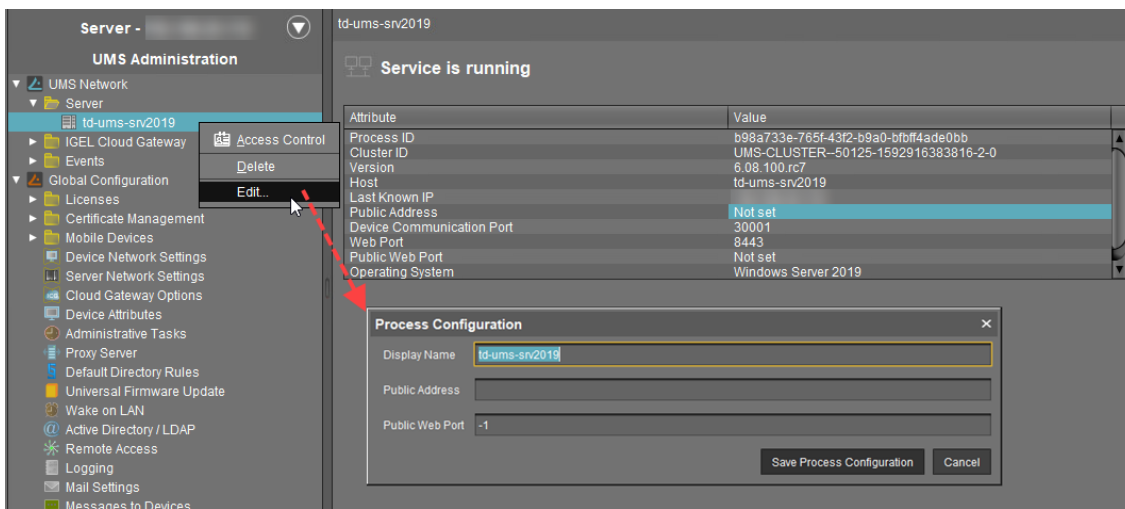 Server -
UMS Administration
UMS Network
Server
td-ums-srv2019
IGEL Cloud Gateway
Events
Global Configuration
Licenses
Certificate Management
Mobile Devices
Device Network Settings
Server Network Settings
Cloud Gateway Options
Device Attributes
Administrative Tasks
Proxy Server
Default Directory Rules
Universal Firmware Update
Wake on LAN
Active Directory / LDAP
Remote Access
Logging
Mail Settings
Messages to Devices
Access Control
Delete
Edit...
td-ums-srv2019
Service is running
Attribute Value
Process ID b98a733e-765f-43f2-b9a0-bfbff4ade0bb
Cluster ID UMS-CLUSTER--50125-1592916383816-2-0
Version 6.08.100.rc7
Host td-ums-srv2019
Last Known IP
Public Address Not set
Device Communication Port 30001
Web Port 8443
Public Web Port Not set
Operating System Windows Server 2019
Process Configuration
Display Name td-ums-srv2019
Public Address
Public Web Port -1
Save Process Configuration Cancel